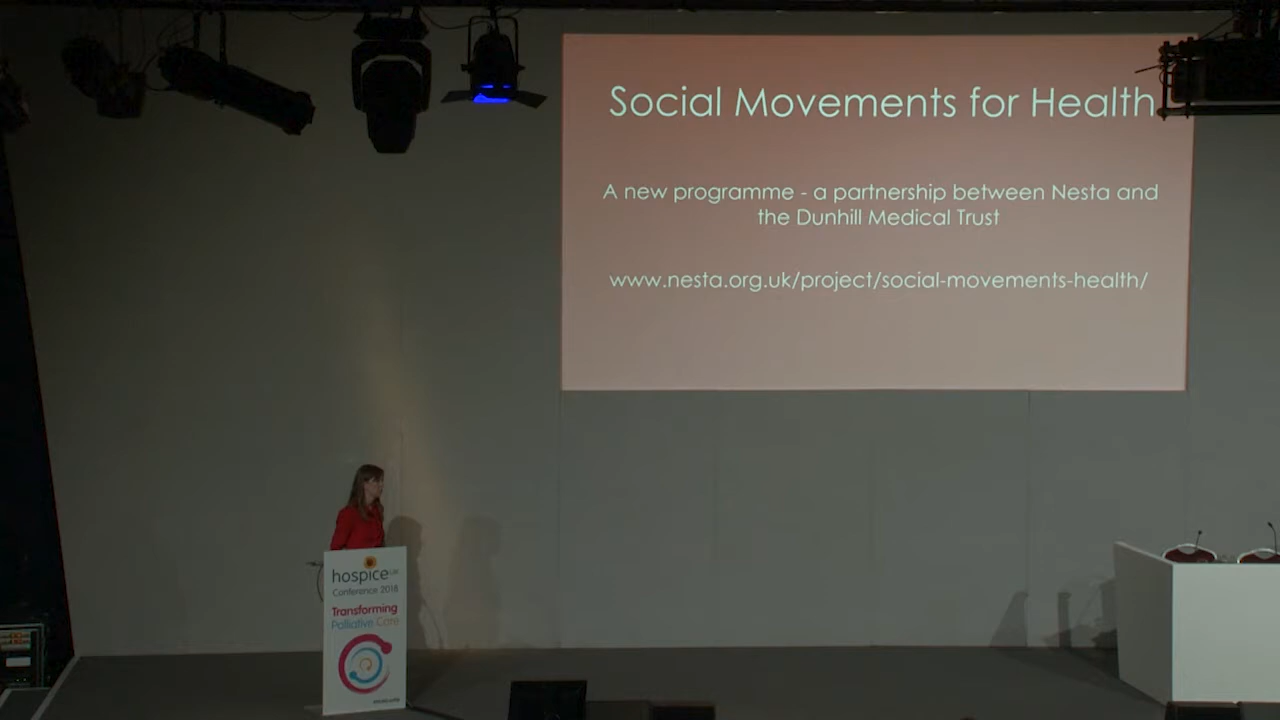 Social Movements for Health
A new programme - a partnership between Nesta and
the Dunhill Medical Trust
www.nesta.org.uk/project/social-movements-health/
hospice UK
Conference 2018
Transforming
Palliative Care